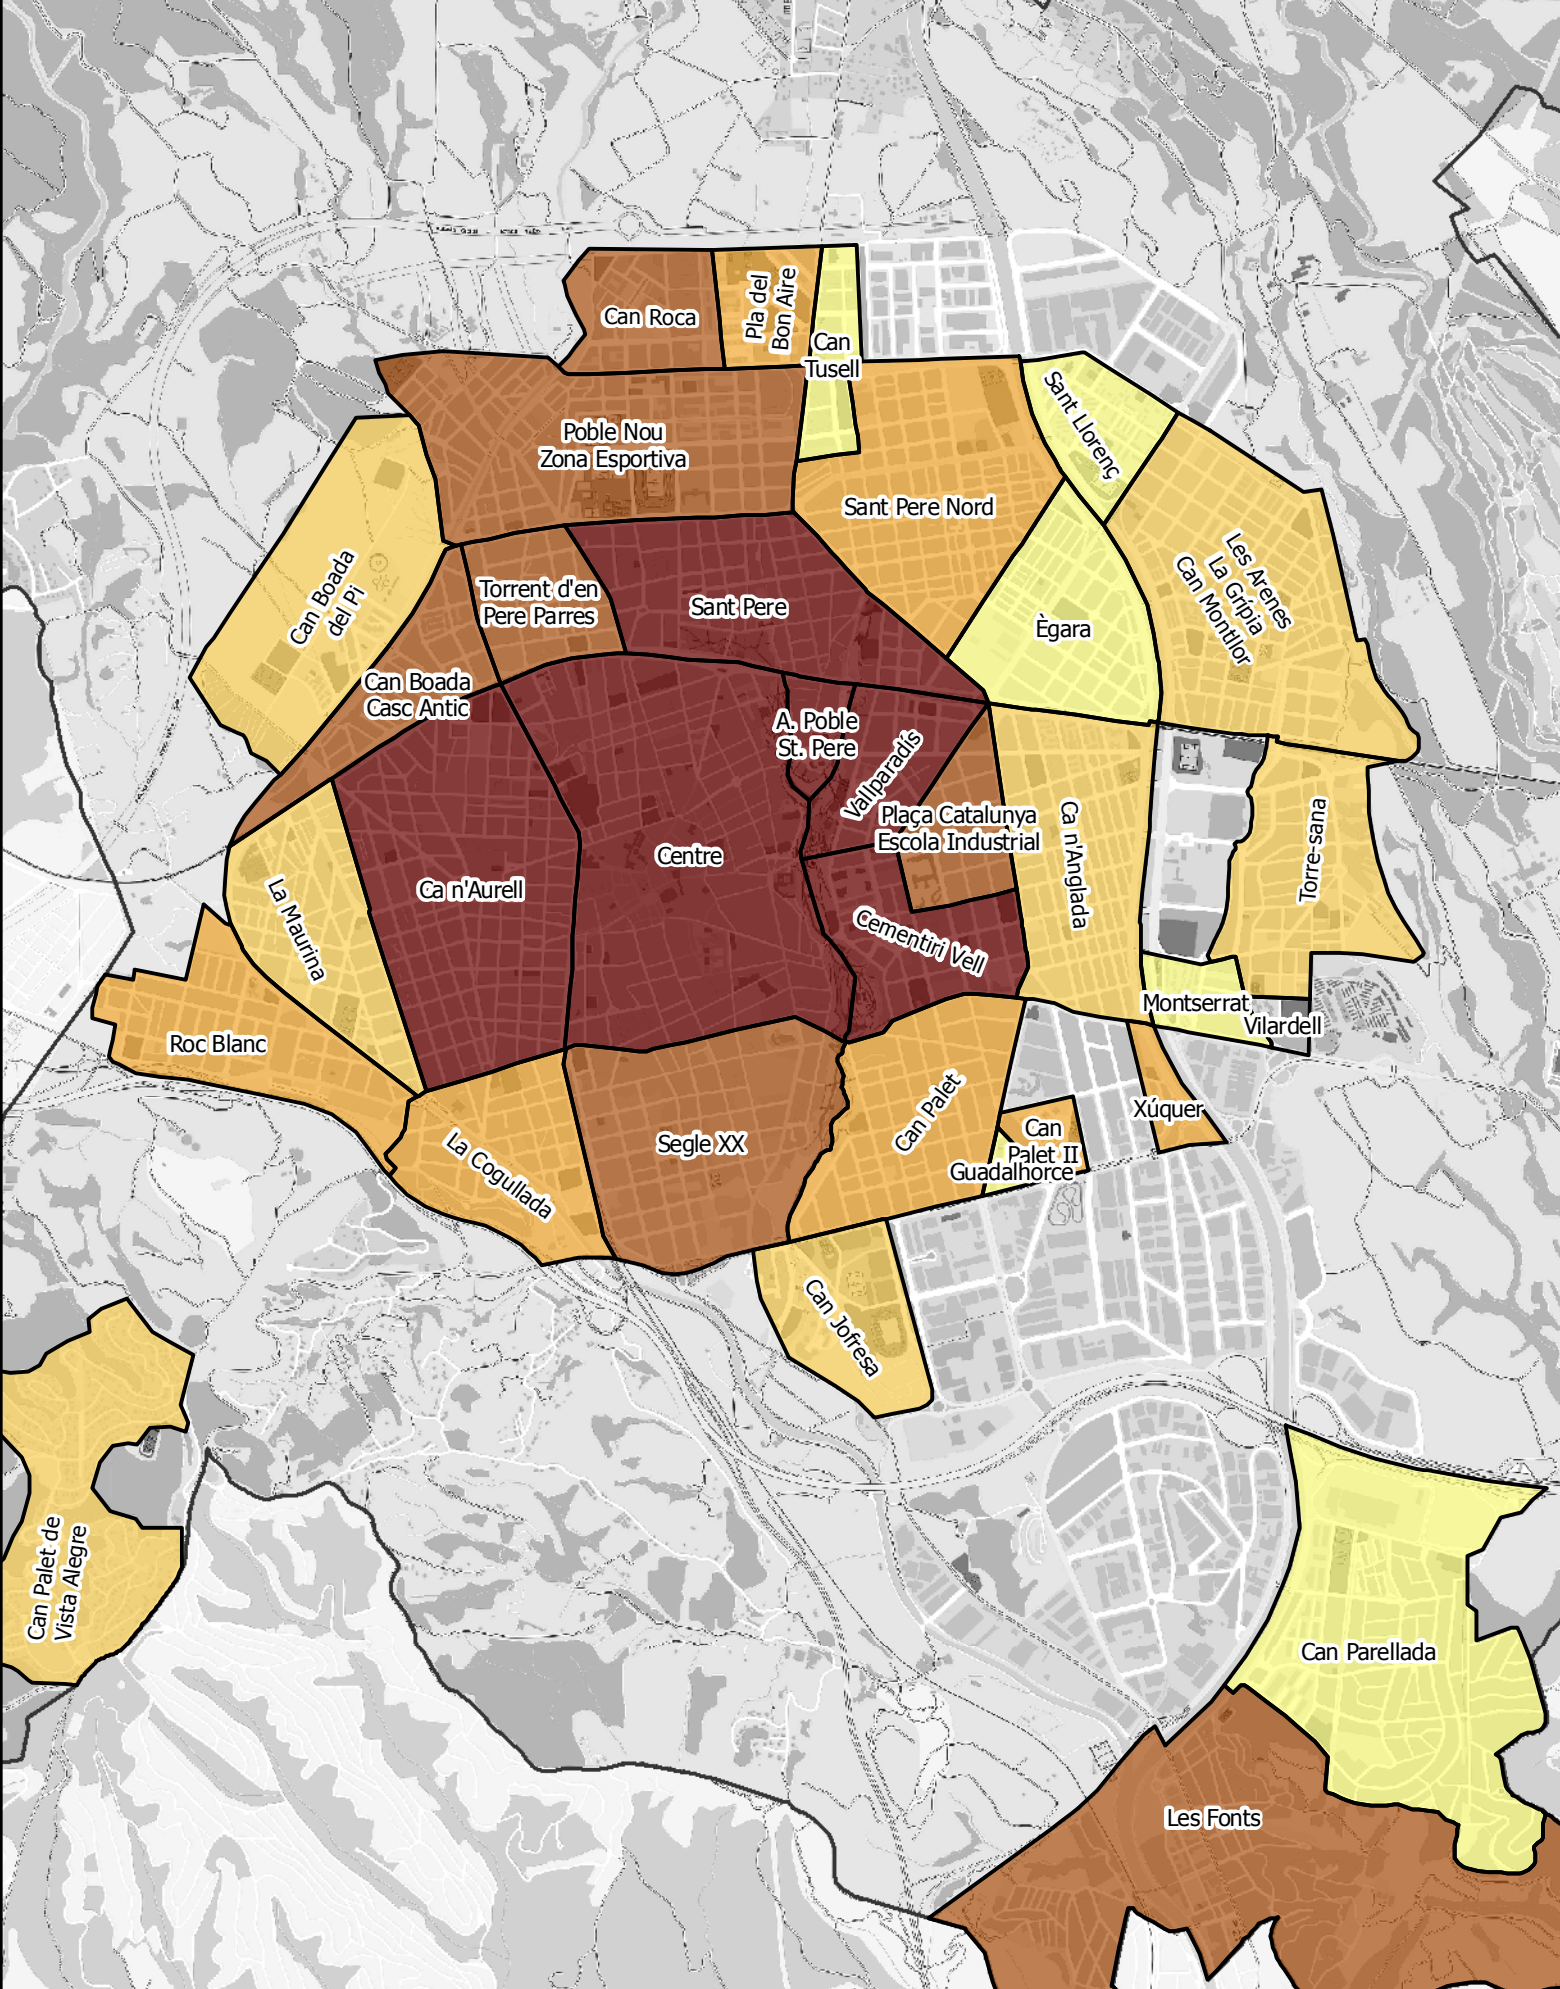 Can Roca
Pla del
Bon Aire
Can
Tusell
Sant Llorenç
Poble Nou
Zona Esportiva
Sant Pere Nord
Les Arenes
La Grípia
Can Montllor
Can Boada
del Pi
Torrent d'en
Pere Parres
Sant Pere
Ègara
Can Boada
Casc Antic
A. Poble
St. Pere
Vallparadís
Plaça Catalunya
Escola Industrial
Ca n'Anglada
Torre-sana
Centre
Ca n'Aurell
La Maurina
Cementiri Vell
Montserrat
Vilardell
Roc Blanc
Xúquer
Can Palet
Can
Palet II
Guadalhorce
Segle XX
La Cogullada
Can Jofresa
Can Palet de
Vista Alegre
Can Parellada
Les Fonts